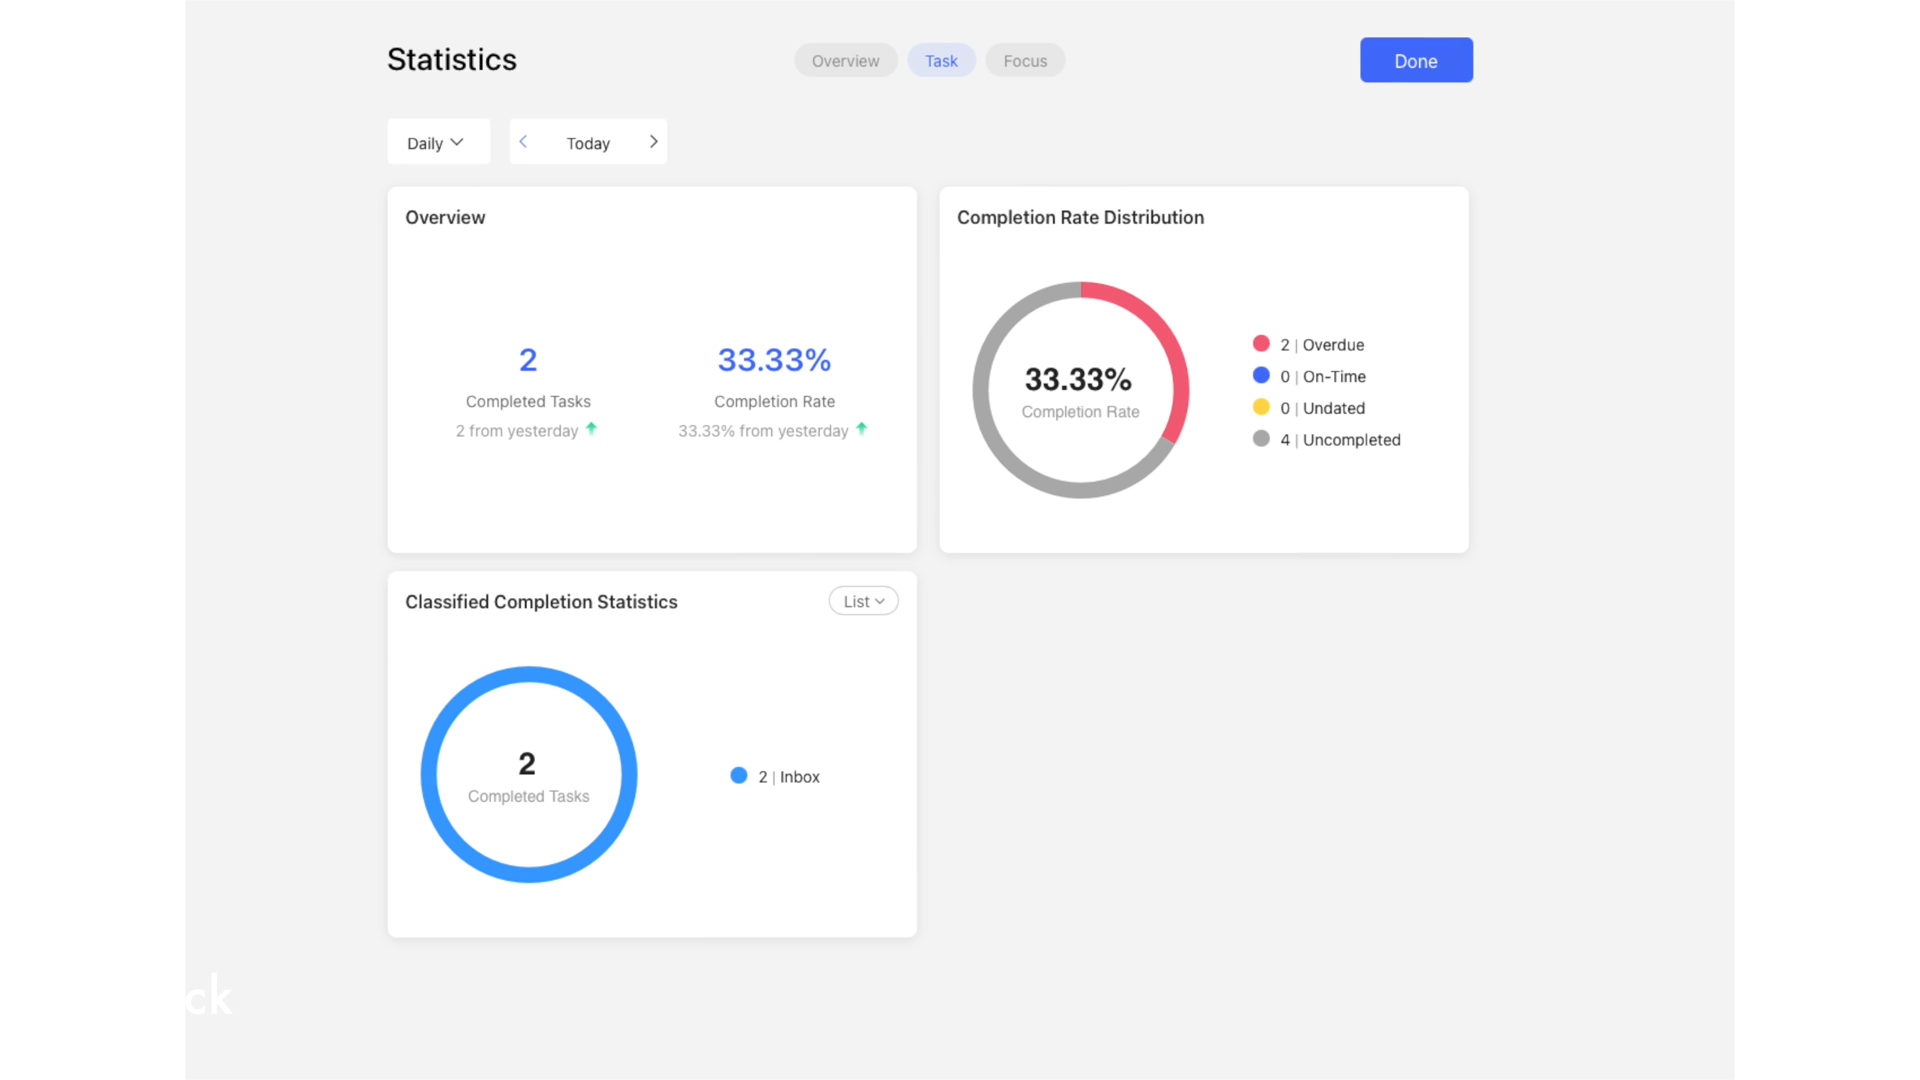 Statistics
Overview
Task
Focus
Done
Daily
Today
Overview
2
Completed Tasks
2 from yesterday
33.33%
Completion Rate
33.33% from yesterday
Completion Rate Distribution
33.33%
Completion Rate
2 | Overdue
0 | On-Time
0 | Undated
4 | Uncompleted
Classified Completion Statistics
List
2
Completed Tasks
2 | Inbox
ck